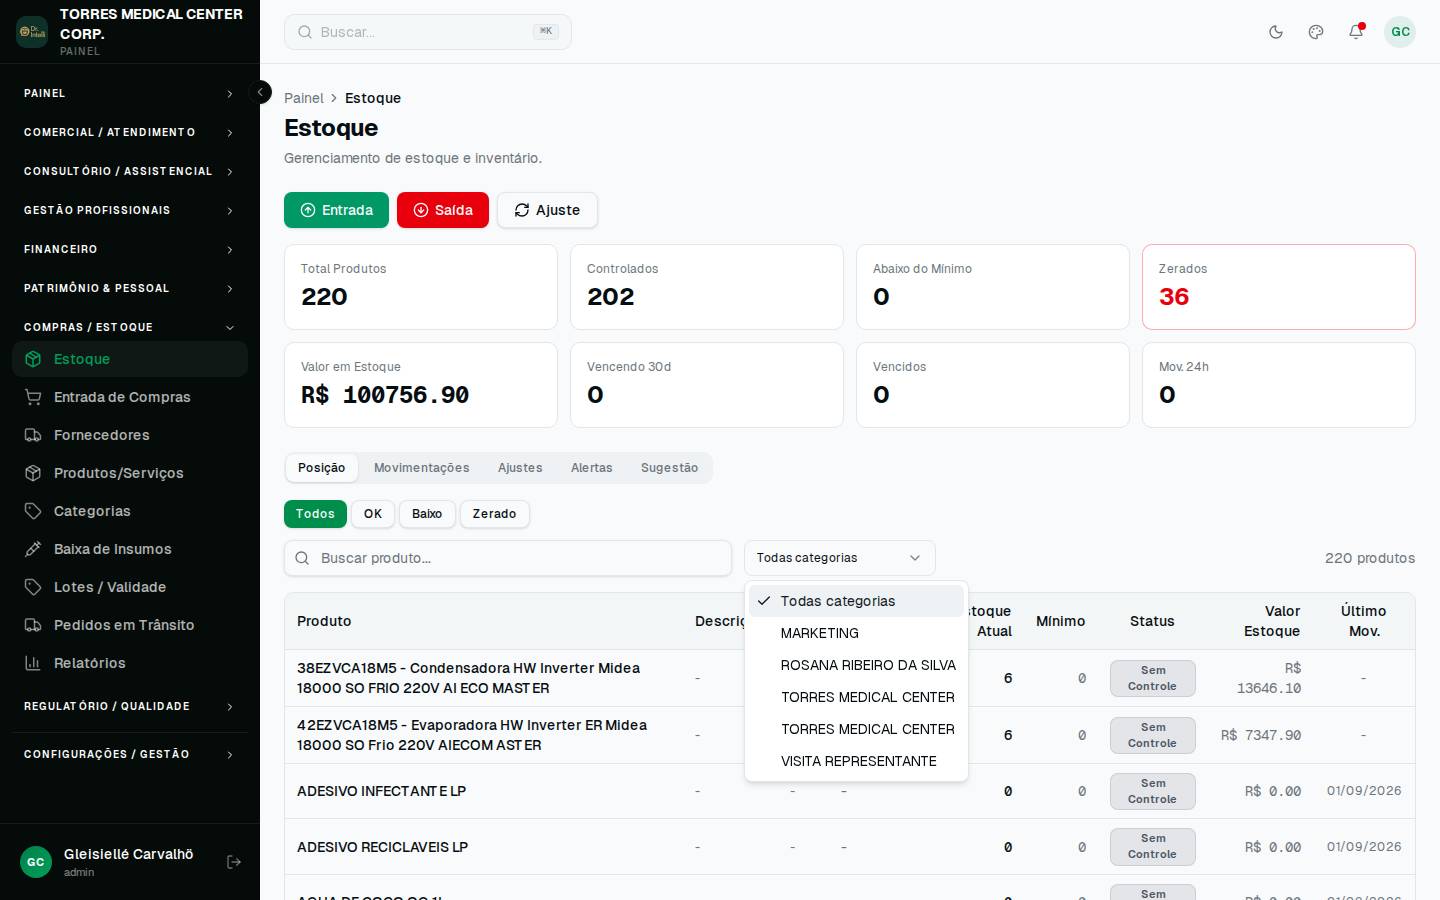 TORRES MEDICAL CENTER
CORP.
PAINEL
Dr.
Buscar...
⌘K
GC
PAINEL
COMERCIAL / ATENDIMENTO
CONSULTÓRIO / ASSISTENCIAL
GESTÃO PROFISSIONAIS
FINANCEIRO
PATRIMÔNIO & PESSOAL
COMPRAS / ESTOQUE
Estoque
Entrada de Compras
Fornecedores
Produtos/Serviços
Categorias
Baixa de Insumos
Lotes / Validade
Pedidos em Trânsito
Relatórios
REGULATÓRIO / QUALIDADE
CONFIGURAÇÕES / GESTÃO
GC
Gleisiellé Carvalhö
admin
Painel > Estoque
Estoque
Gerenciamento de estoque e inventário.
Entrada
Saída
Ajuste
Total Produtos
220
Controlados
202
Abaixo do Mínimo
0
Zerados
36
Valor em Estoque
R$ 100756.90
Vencendo 30d
0
Vencidos
0
Mov. 24h
0
Posição
Movimentações
Ajustes
Alertas
Sugestão
Todos
OK
Baixo
Zerado
Buscar produto...
Todas categorias
220 produtos
Todas categorias
MARKETING
ROSANA RIBEIRO DA SILVA
TORRES MEDICAL CENTER
TORRES MEDICAL CENTER
VISITA REPRESENTANTE
Produto
Mínimo
Status
Atual
Valor
Estoque
Último
Mov.
38EZVCA18M5 - Condensadora HW Inverter Midea
18000 SO FRIO 220V AI ECO MASTER
-
6
0
Sem
Controle
R$
13646.10
-
42EZVCA18M5 - Evaporadora HW Inverter ER Midea
18000 SO Frio 220V AIECOM ASTER
-
6
0
Sem
Controle
R$ 7347.90
-
ADESIVO INFECTANTE LP
-
-
-
0
0
Sem
Controle
R$ 0.00
01/09/2026
ADESIVO RECICLAVEIS LP
-
-
-
0
0
Sem
Controle
R$ 0.00
01/09/2026
Sem